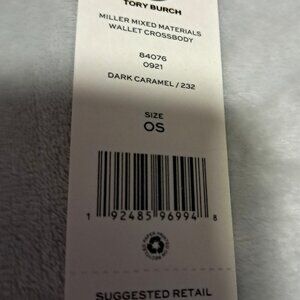 TORY BURCH
MILLER MIXED MATERIALS
WALLET CROSSBODY
84076
0921
DARK CARAMEL / 232
SIZE
OS
1 92485 96994 8
SUGGESTED RETAIL